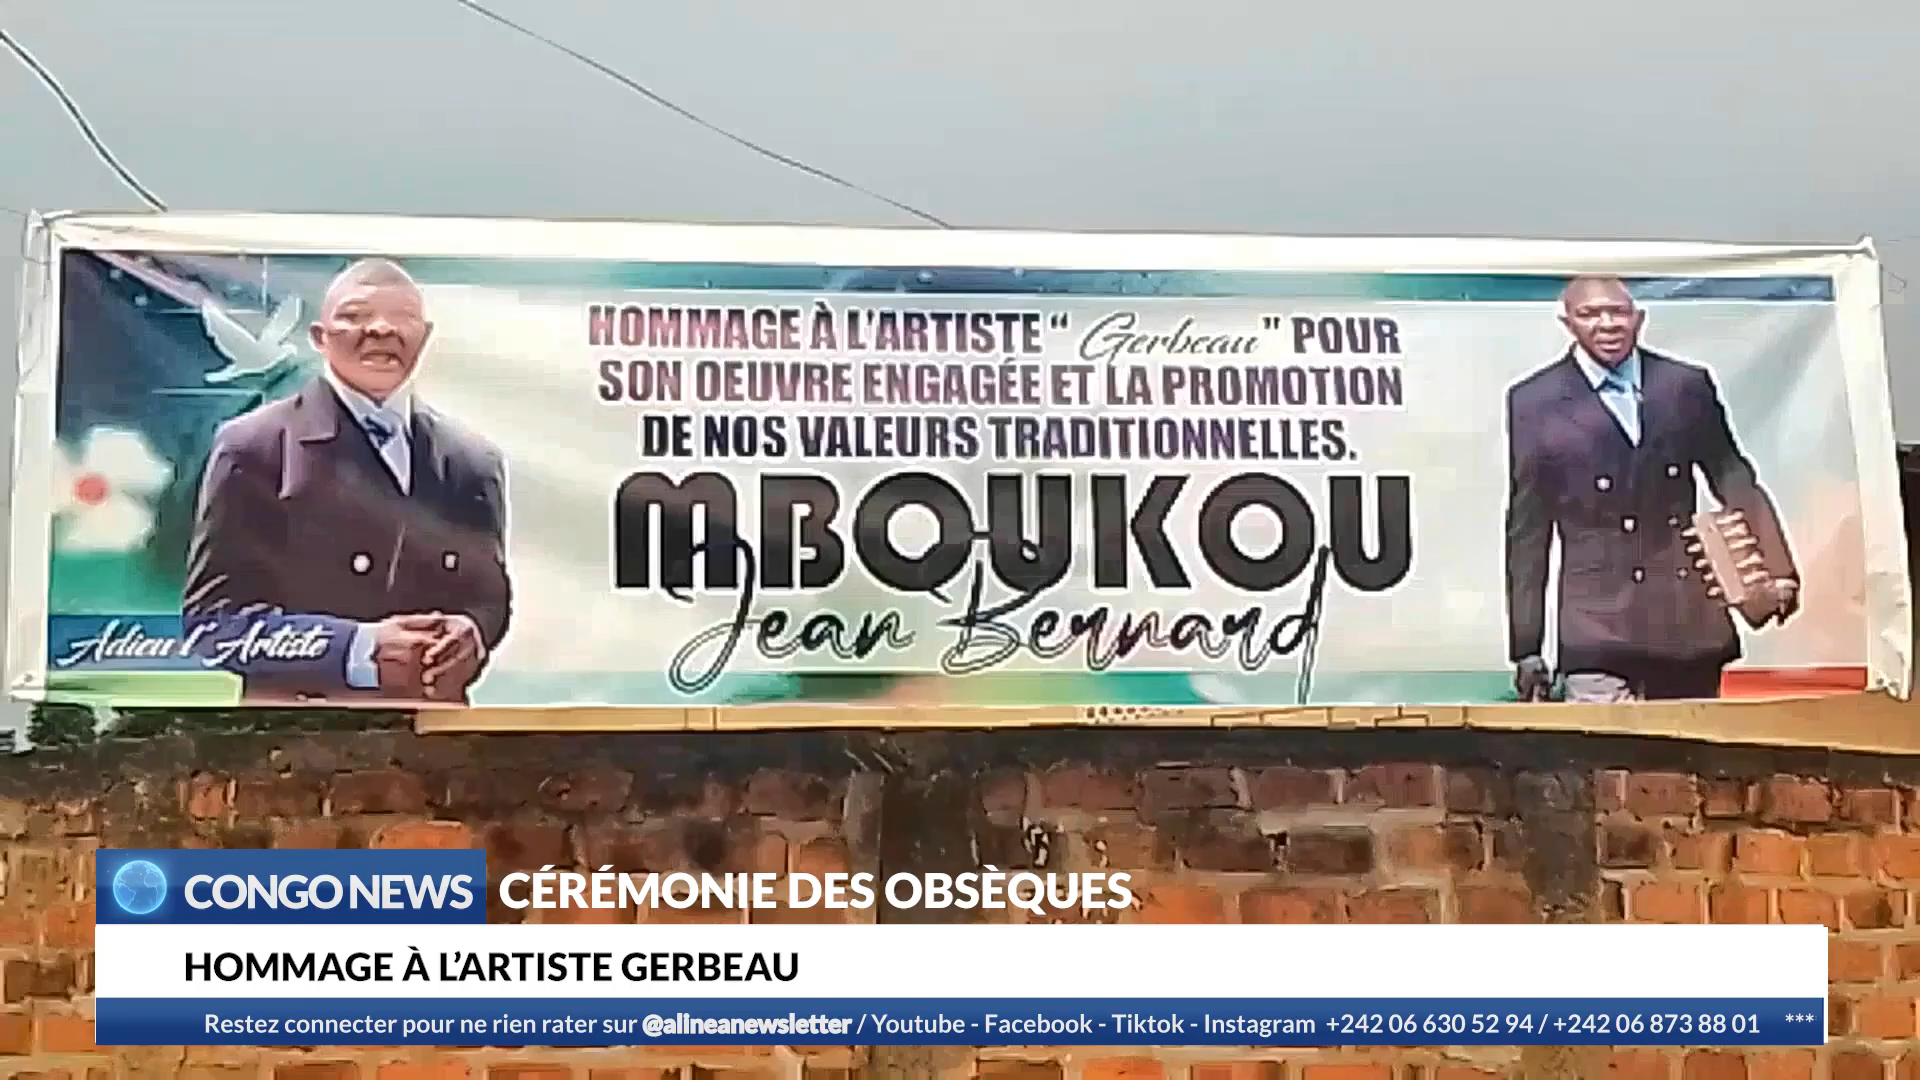 HOMMAGE À L'ARTISTE " Gerbeau " POUR
SON OEUVRE ENGAGÉE ET LA PROMOTION
DE NOS VALEURS TRADITIONNELLES.
MBOUKOU
Jean Bernard
Adieu l'Artiste
CONGO NEWS
CÉRÉMONIE DES OBSÈQUES
HOMMAGE À L'ARTISTE GERBEAU
Restez connecter pour ne rien rater sur @alineanewsletter / Youtube - Facebook - Tiktok - Instagram +242 06 630 52 94 / +242 06 873 88 01 ***